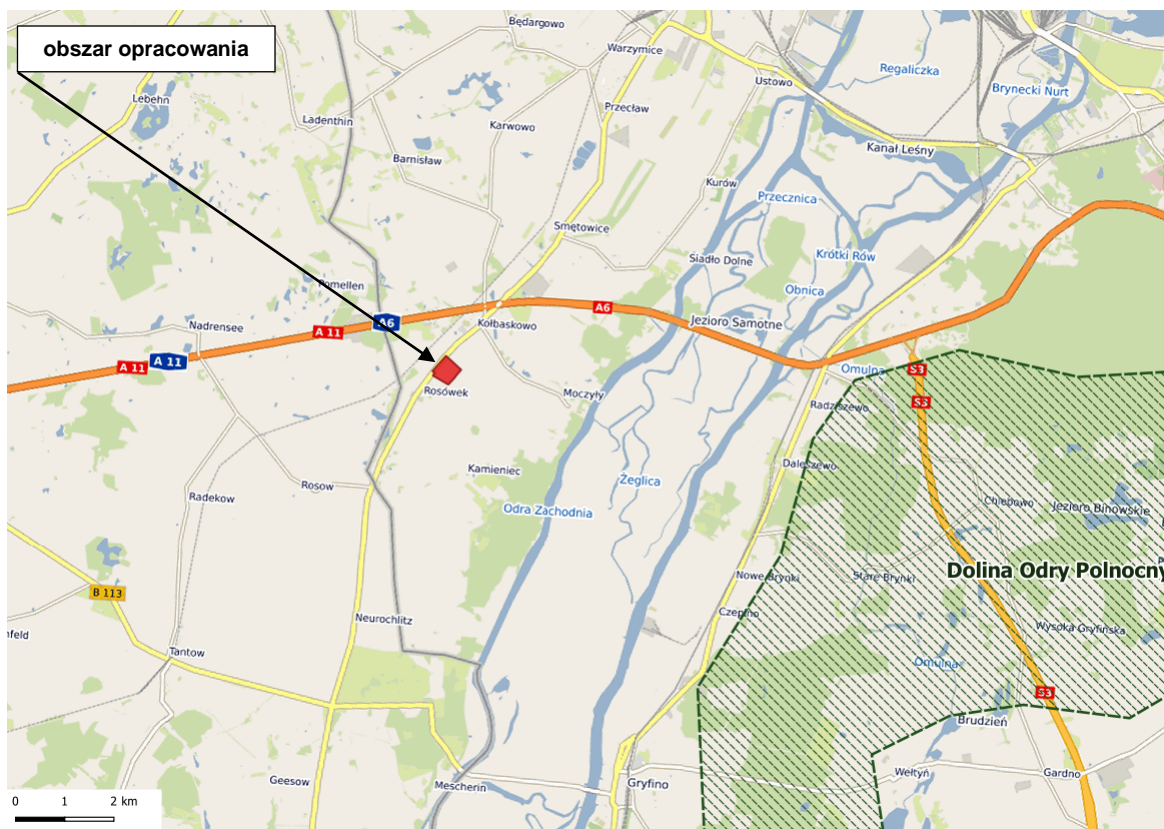 Będargowo
obszar opracowania
Warzymice
Regaliczka
Ustowo
Brynecki Nurt
Lebehn
Przecław
Ladenthin
Karwowo
Kanał Leśny
Barnisław
Kurów
Przecznica
Smętowice
Krótki Rów
Siadło Dolne
Pomellen
Obnica
A6
A6
Jezioro Samotne
Nadrensee
Kołbaskowo
A 11
A 11
A 11
Omulna
S3
Rosówek
Moczyły
S3
Radziszewo
Daleszewo
Kamieniec
Żeglica
Rosow
Radekow
Chlebowo
Jezioro Binowskie
Odra Zachodnia
Dolina Odry Polnocny
Nowe Brynki
Stare Brynki
B 113
Czepino
Neurochlitz
Wysoka Gryfińska
nfeld
Tantow
Omulna
S3
Brudzień
Geesow
Mescherin
Gryfino
Wełtyń
Gardno
0 1 2 km